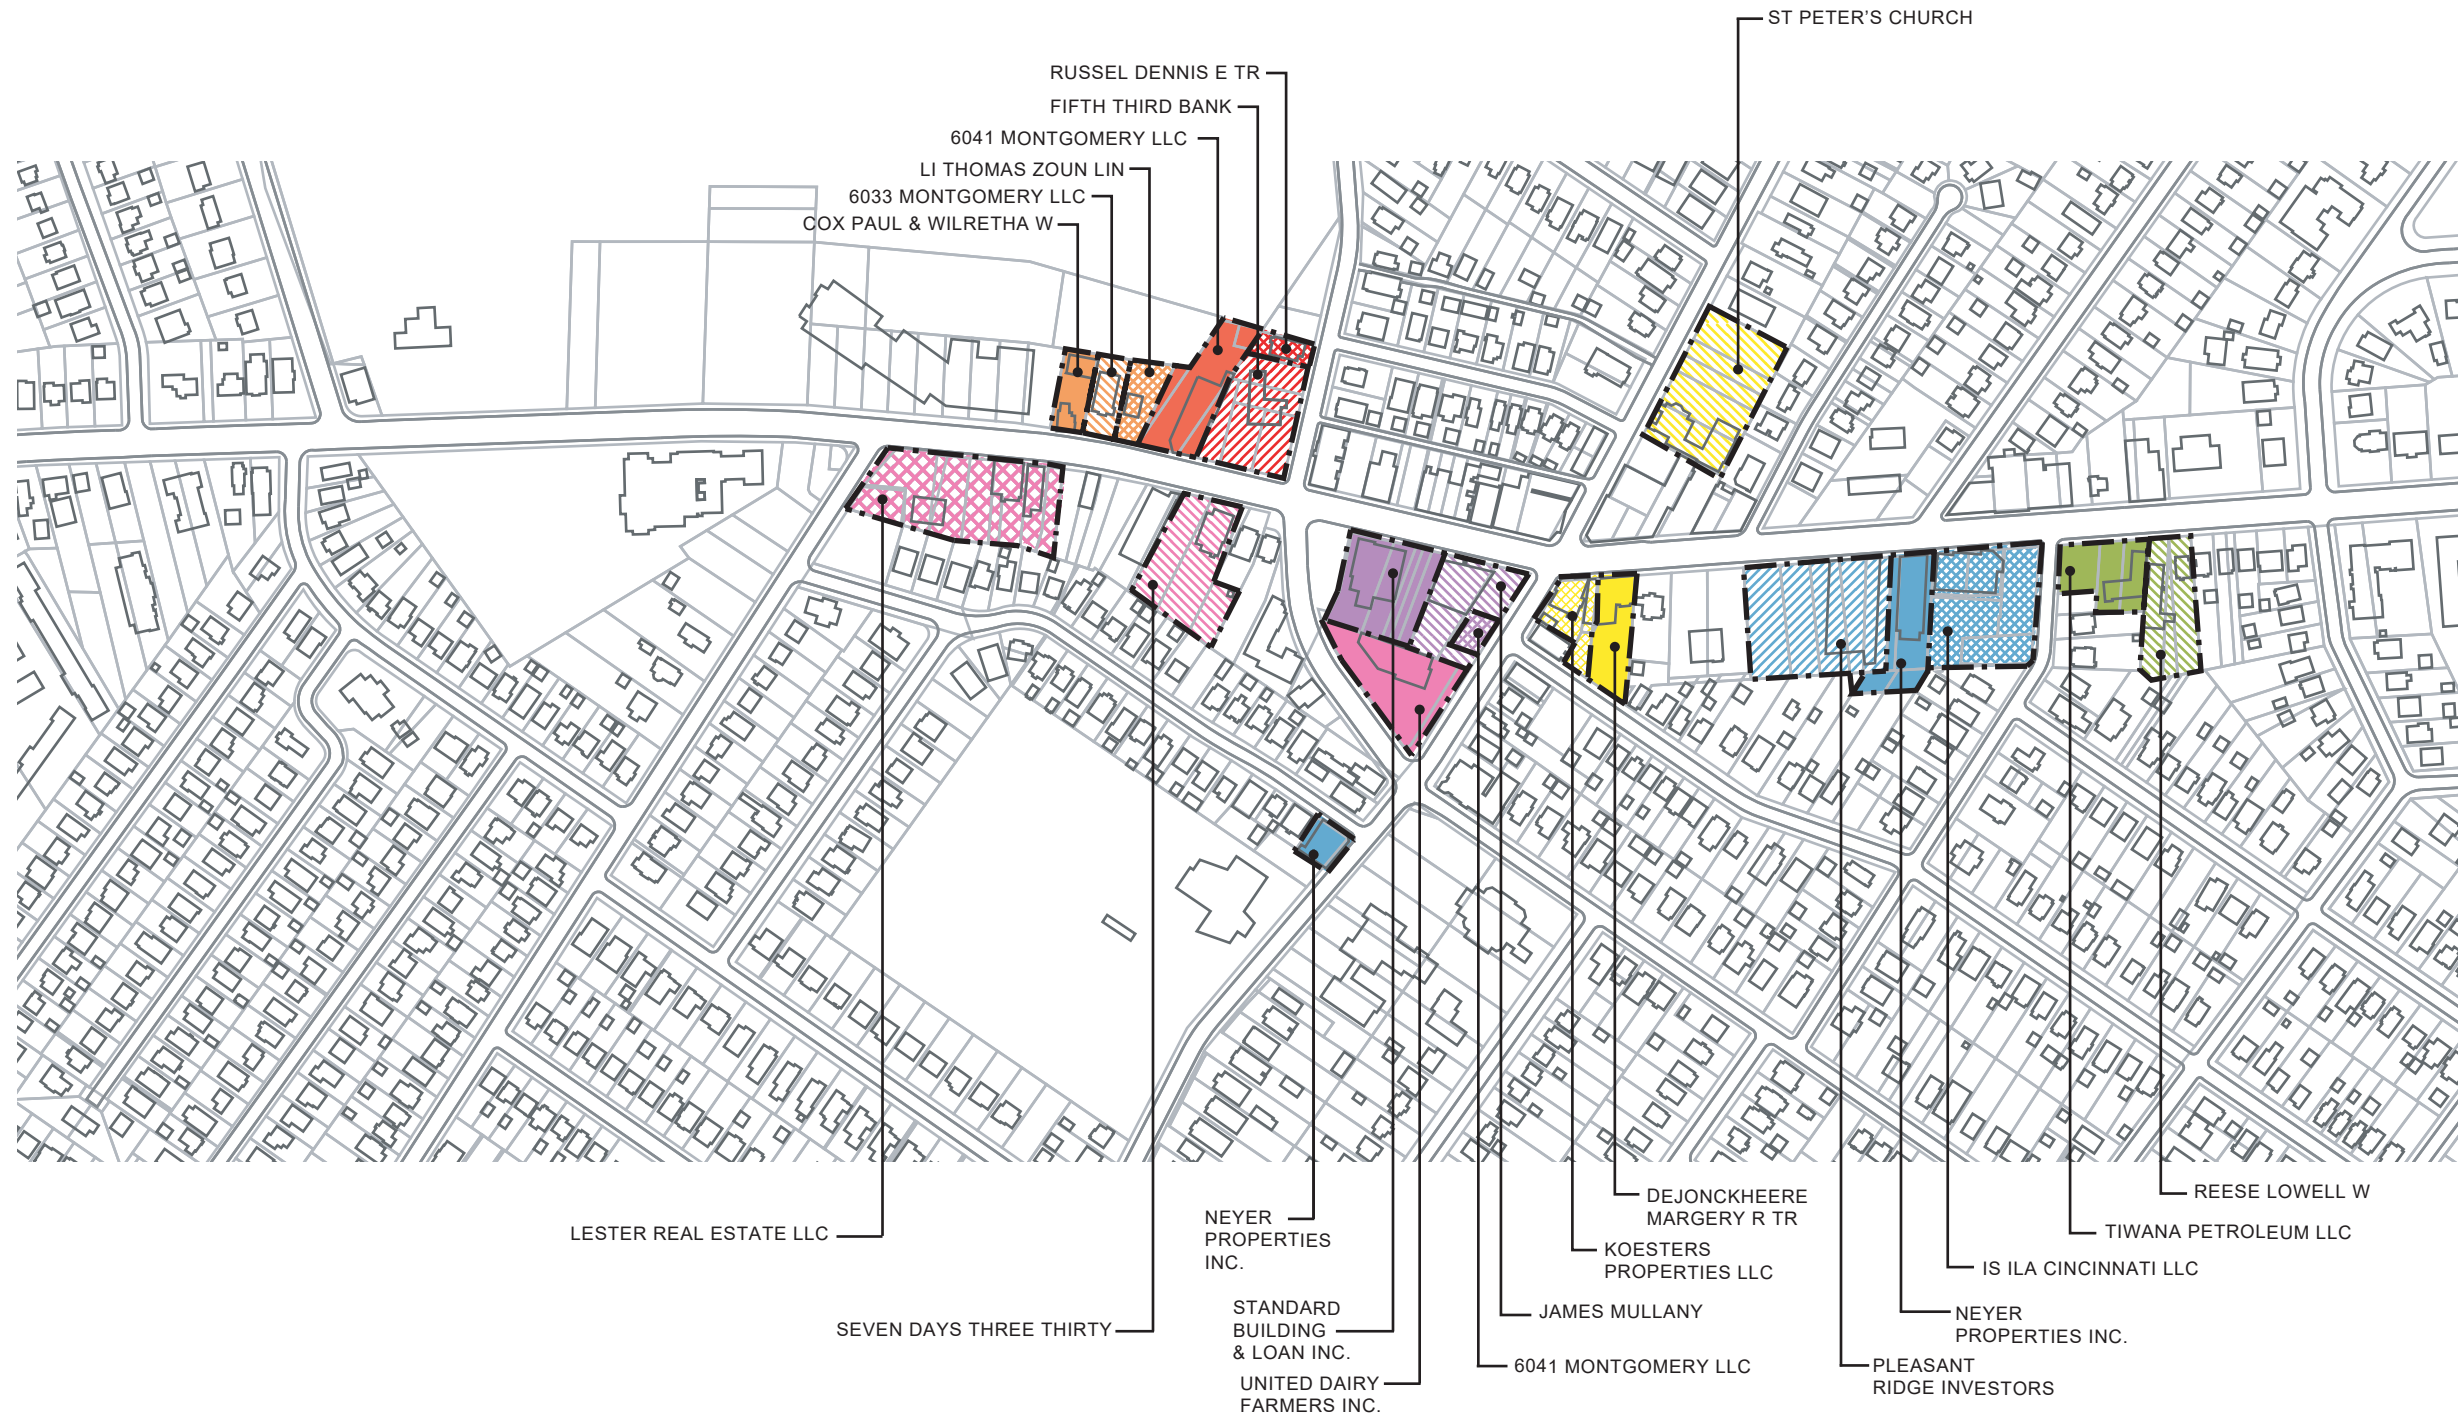 ST PETER'S CHURCH
RUSSEL DENNIS E TR
FIFTH THIRD BANK
6041 MONTGOMERY LLC
LI THOMAS ZOUN LIN
6033 MONTGOMERY LLC
COX PAUL & WILRETHA W
LESTER REAL ESTATE LLC
SEVEN DAYS THREE THIRTY
NEYER
PROPERTIES
INC.
STANDARD
BUILDING
& LOAN INC.
UNITED DAIRY
FARMERS INC.
DEJONCKHEERE
MARGERY R TR
KOESTERS
PROPERTIES LLC
JAMES MULLANY
6041 MONTGOMERY LLC
REESE LOWELL W
TIWANA PETROLEUM LLC
IS ILA CINCINNATI LLC
NEYER
PROPERTIES INC.
PLEASANT
RIDGE INVESTORS